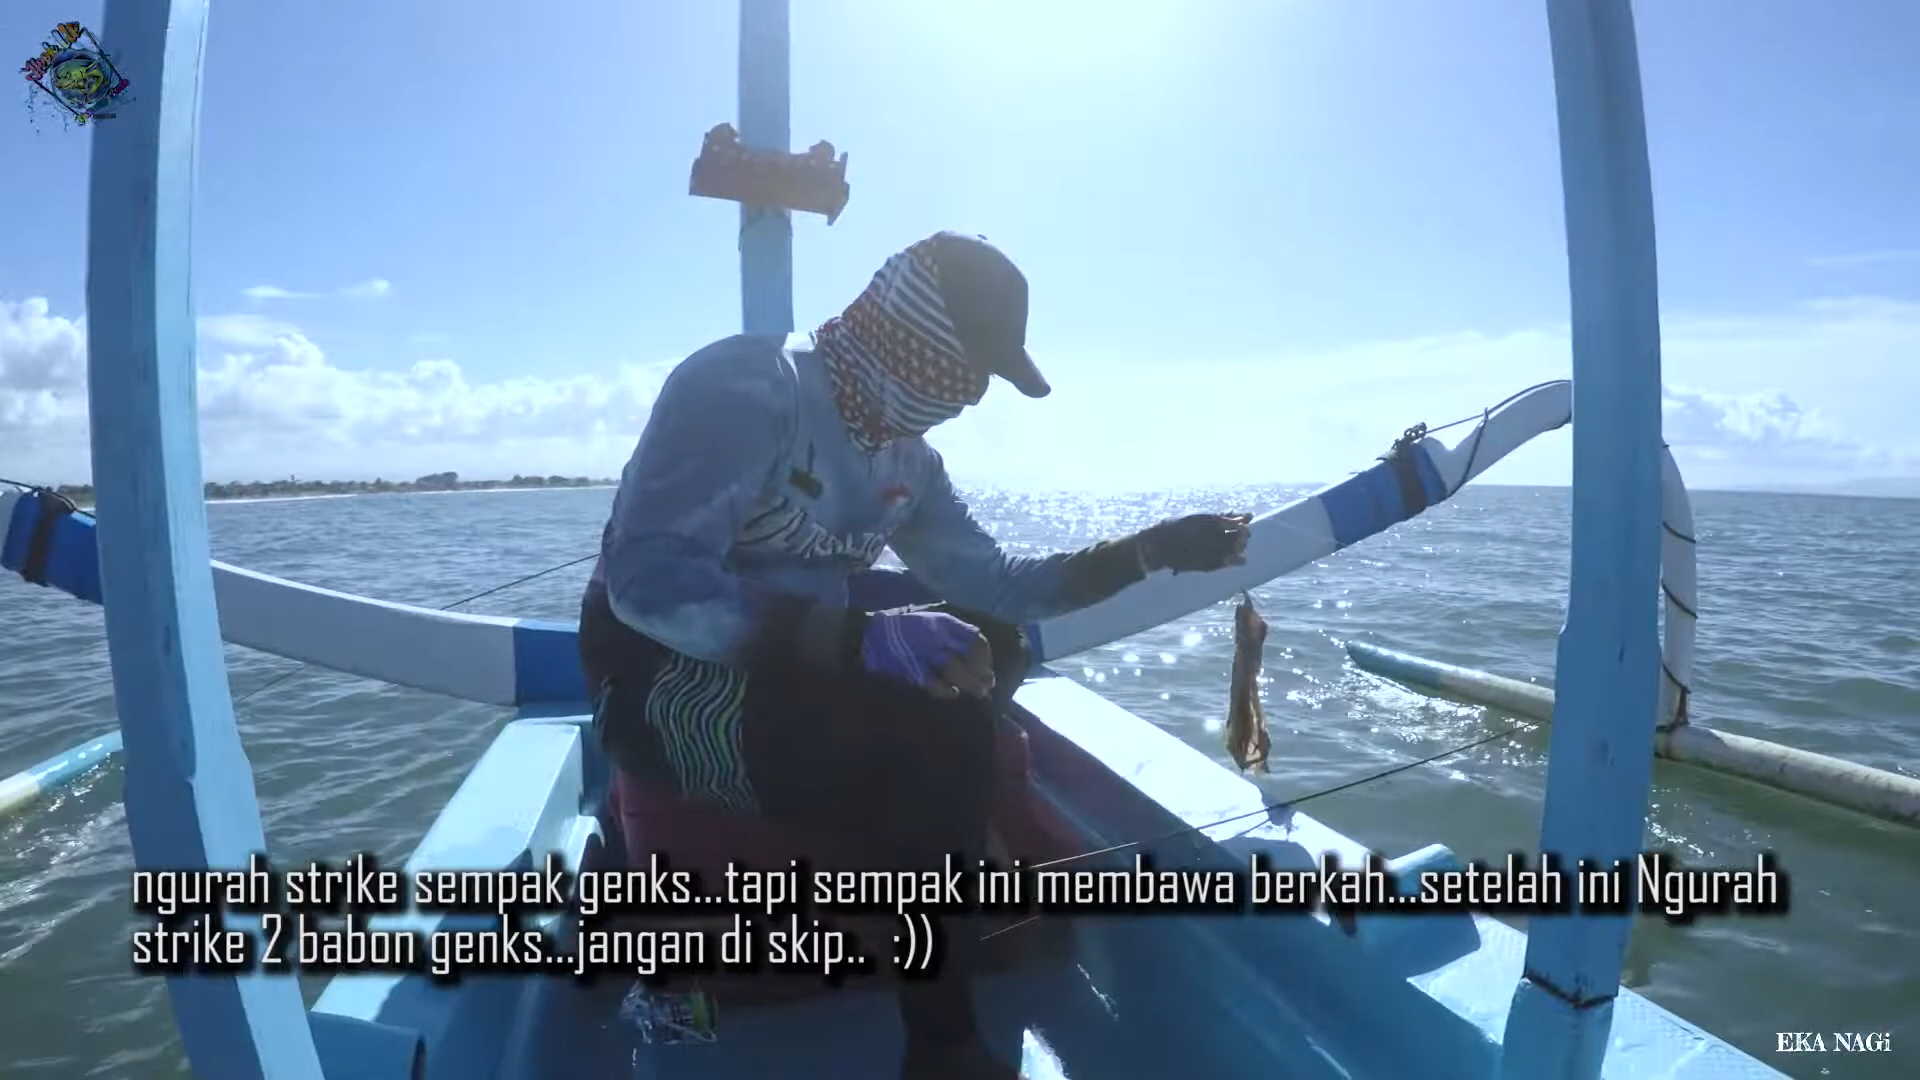 ngurah strike sempak genks...tapi sempak ini membawa berkah...setelah ini Ngurah
strike 2 babon genks...jangan di skip..  :))
EKA NAGi